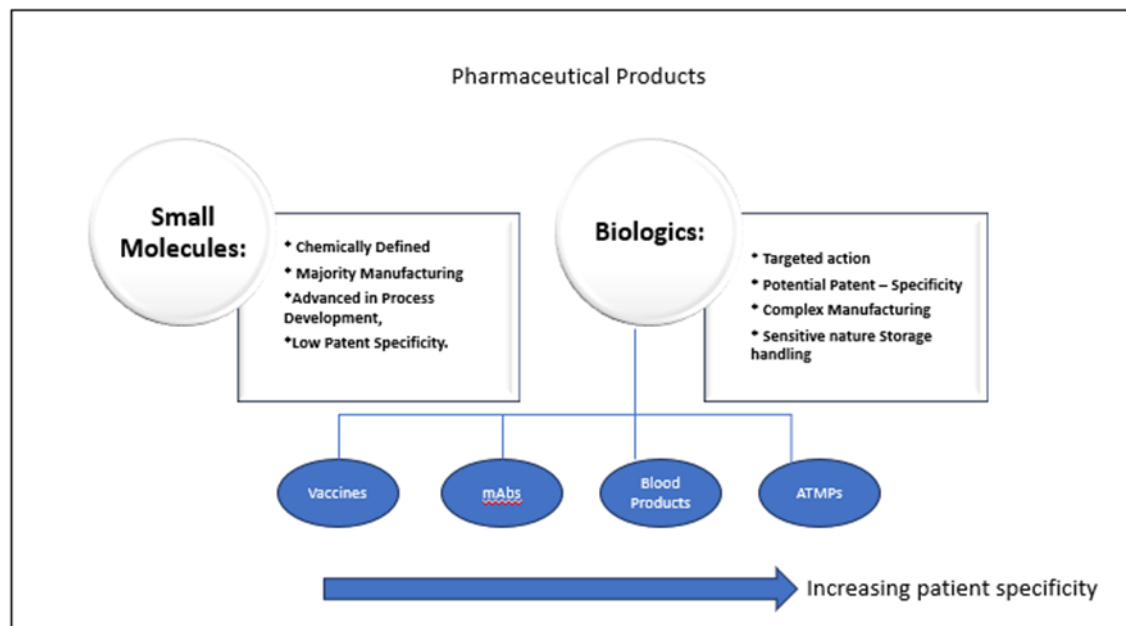 Pharmaceutical Products
Small
Molecules:
* Chemically Defined
* Majority Manufacturing
*Advanced in Process
Development,
*Low Patent Specificity.
Biologics:
* Targeted action
* Potential Patent – Specificity
* Complex Manufacturing
* Sensitive nature Storage
handling
Vaccines
mAbs
Blood
Products
ATMPs
Increasing patient specificity